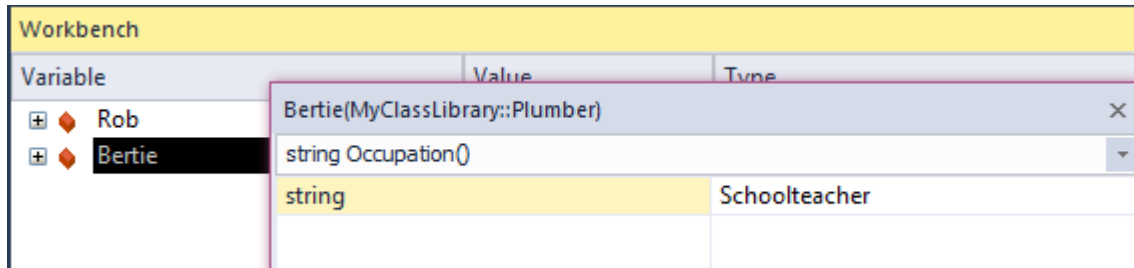 Workbench
Variable Value Type
Rob
Bertie
Bertie(MyClassLibrary::Plumber)
string Occupation()
string Schoolteacher